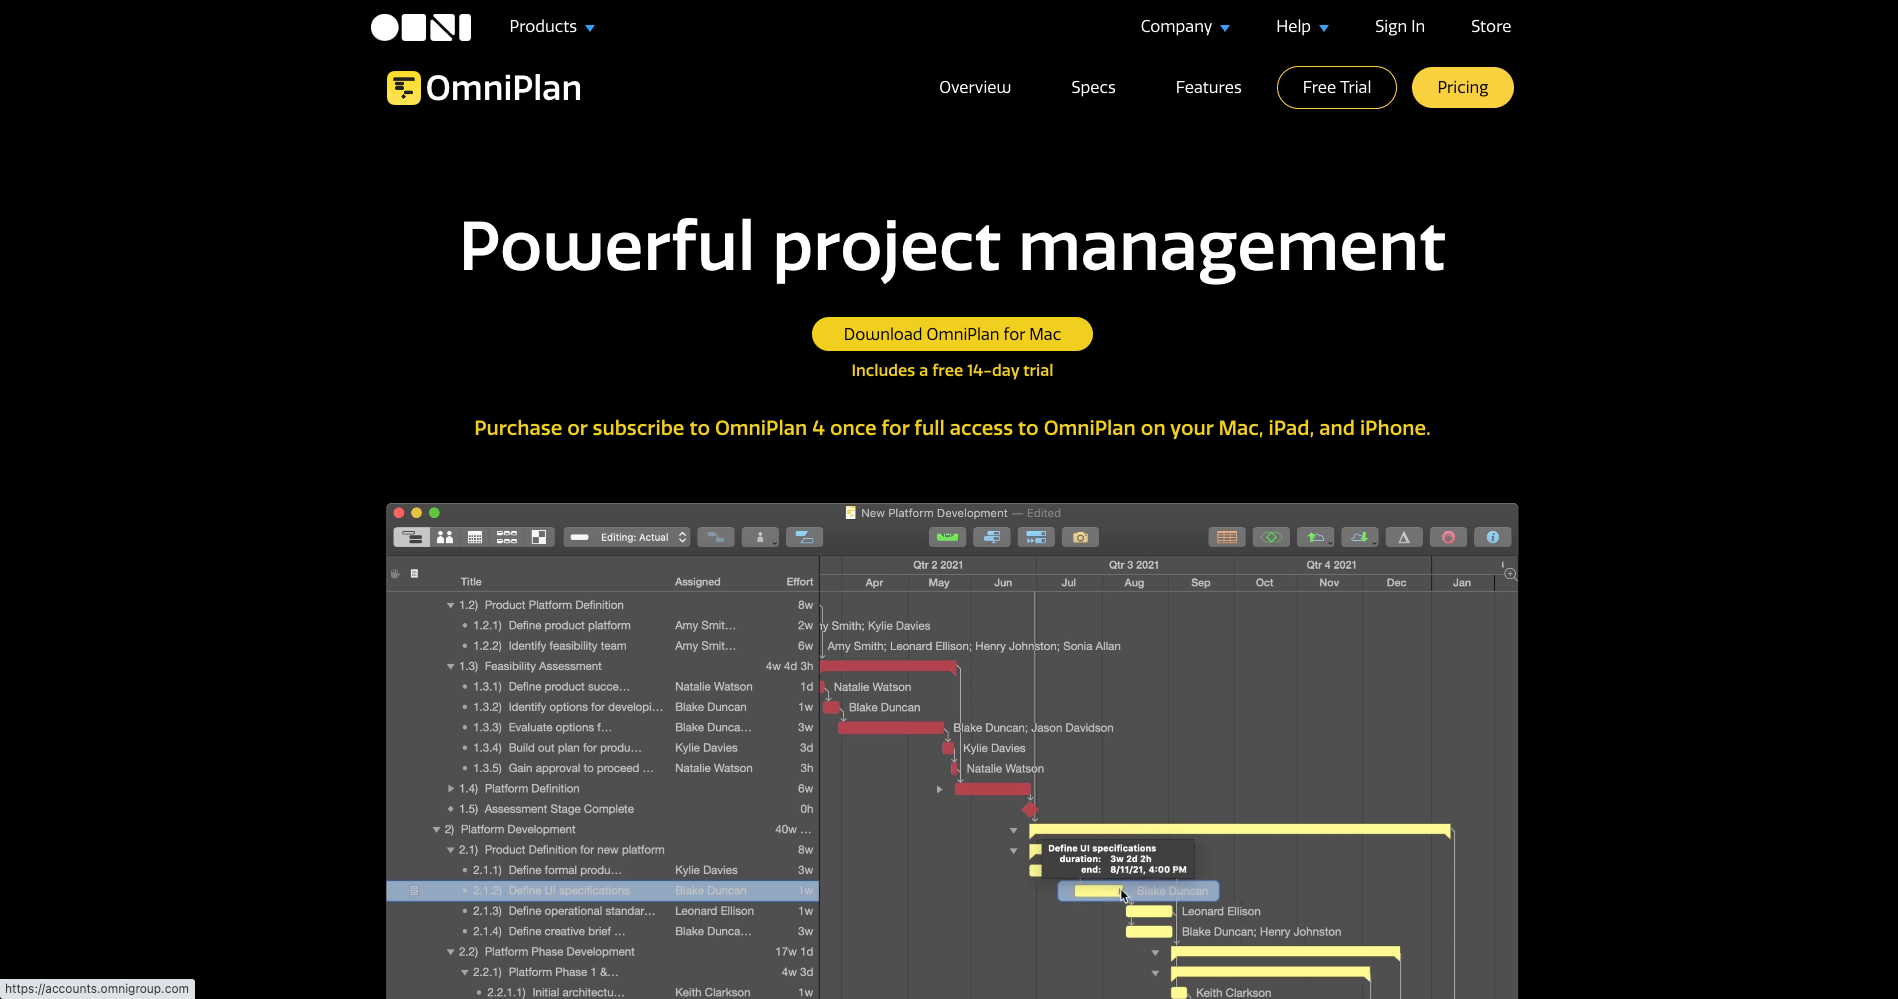 OMNI Products Company Help Sign In Store
OmniPlan Overview Specs Features Free Trial Pricing
Powerful project management
Download OmniPlan for Mac
Includes a free 14-day trial
Purchase or subscribe to OmniPlan 4 once for full access to OmniPlan on your Mac, iPad, and iPhone.
New Platform Development — Edited
Editing: Actual
Qtr 2 2021 Qtr 3 2021 Qtr 4 2021
Title Assigned Effort Apr May Jun Jul Aug Sep Oct Nov Dec Jan
1.2) Product Platform Definition 8w
1.2.1) Define product platform Amy Smit... 2w y Smith; Kylie Davies
1.2.2) Identify feasibility team Amy Smit... 6w Amy Smith; Leonard Ellison; Henry Johnston; Sonia Allan
1.3) Feasibility Assessment 4w 4d 3h
1.3.1) Define product succe... Natalie Watson 1d Natalie Watson
1.3.2) Identify options for developi... Blake Duncan 1w Blake Duncan
1.3.3) Evaluate options f... Blake Dunca... 3w Blake Duncan; Jason Davidson
1.3.4) Build out plan for produ... Kylie Davies 3d Kylie Davies
1.3.5) Gain approval to proceed ... Natalie Watson 3h Natalie Watson
1.4) Platform Definition 6w
1.5) Assessment Stage Complete 0h
2) Platform Development 40w ...
2.1) Product Definition for new platform 8w Define UI specifications
duration: 3w 2d 2h
2.1.1) Define formal produ... Kylie Davies 3w end: 8/11/21, 4:00 PM
2.1.2) Define UI specifications Blake Duncan 1w Blake Duncan
2.1.3) Define operational standar... Leonard Ellison 1w Leonard Ellison
2.1.4) Define creative brief ... Blake Dunca... 3w Blake Duncan; Henry Johnston
2.2) Platform Phase Development 17w 1d
2.2.1) Platform Phase 1 &... 4w 3d
2.2.1.1) Initial architectu... Keith Clarkson 1w Keith Clarkson
https://accounts.omnigroup.com